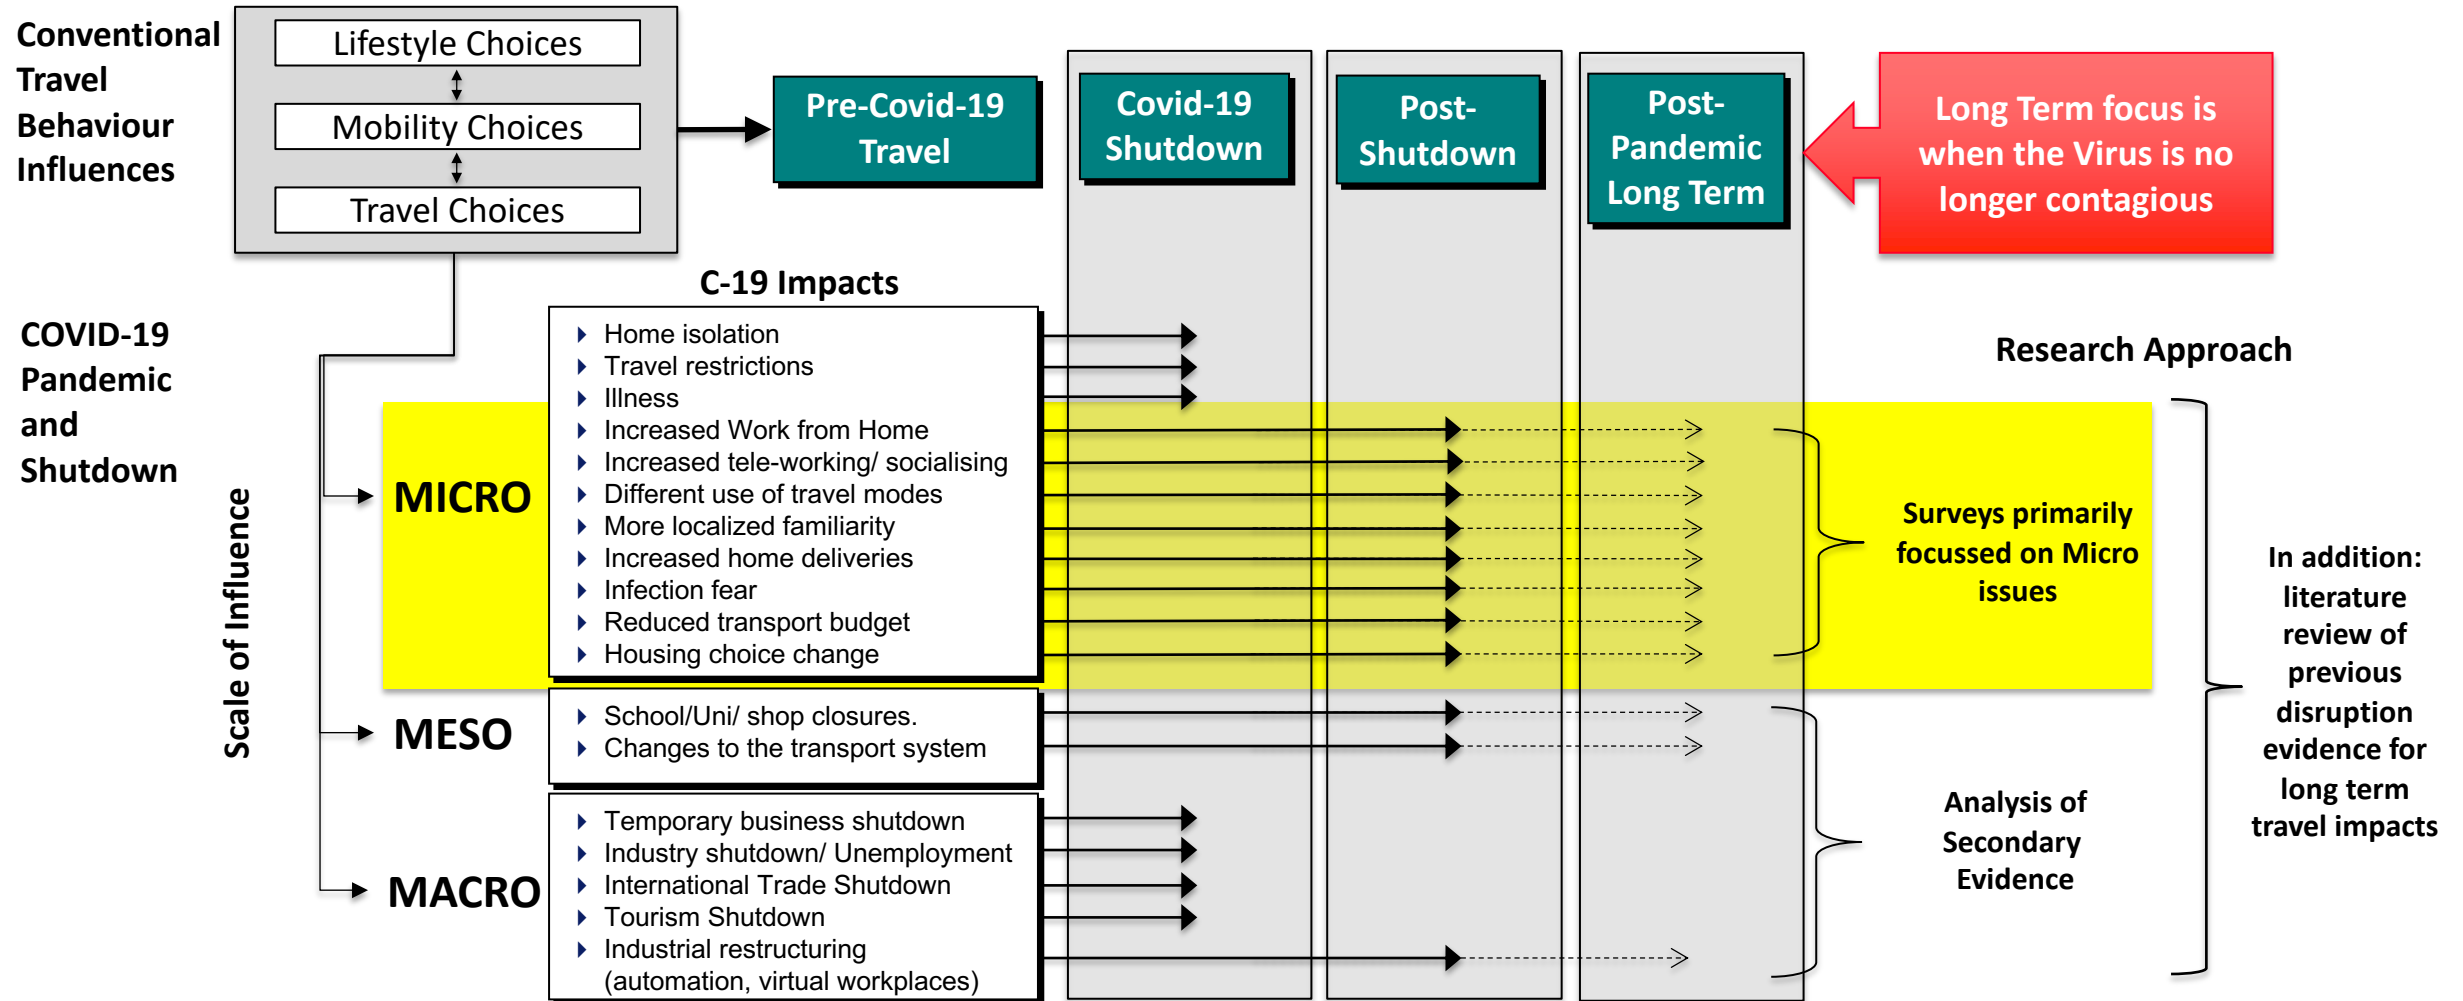 Conventional
Travel
Behaviour
Influences
Lifestyle Choices
Mobility Choices
Travel Choices
Pre-Covid-19
Travel
Covid-19
Shutdown
Post-
Shutdown
Post-
Pandemic
Long Term
Long Term focus is
when the Virus is no
longer contagious
COVID-19
Pandemic
and
Shutdown
Scale of Influence
C-19 Impacts
MICRO
Home isolation
Travel restrictions
Illness
Increased Work from Home
Increased tele-working/ socialising
Different use of travel modes
More localized familiarity
Increased home deliveries
Infection fear
Reduced transport budget
Housing choice change
MESO
School/Uni/ shop closures.
Changes to the transport system
MACRO
Temporary business shutdown
Industry shutdown/ Unemployment
International Trade Shutdown
Tourism Shutdown
Industrial restructuring
(automation, virtual workplaces)
Research Approach
Surveys primarily
focussed on Micro
issues
Analysis of
Secondary
Evidence
In addition:
literature
review of
previous
disruption
evidence for
long term
travel impacts